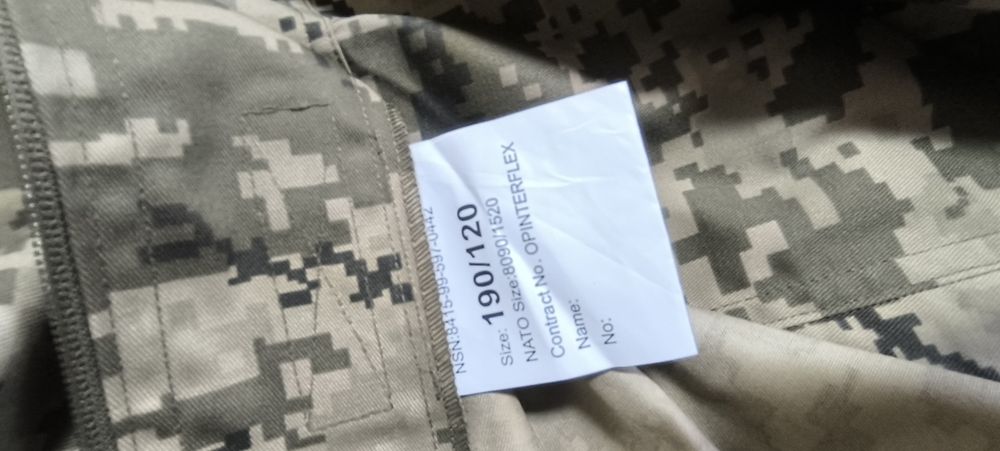 NSN:8415-99-597-0442
Size: 190/120
NATO Size:8090/1520
Contract No. OPINTERFLEX
Name:
No: